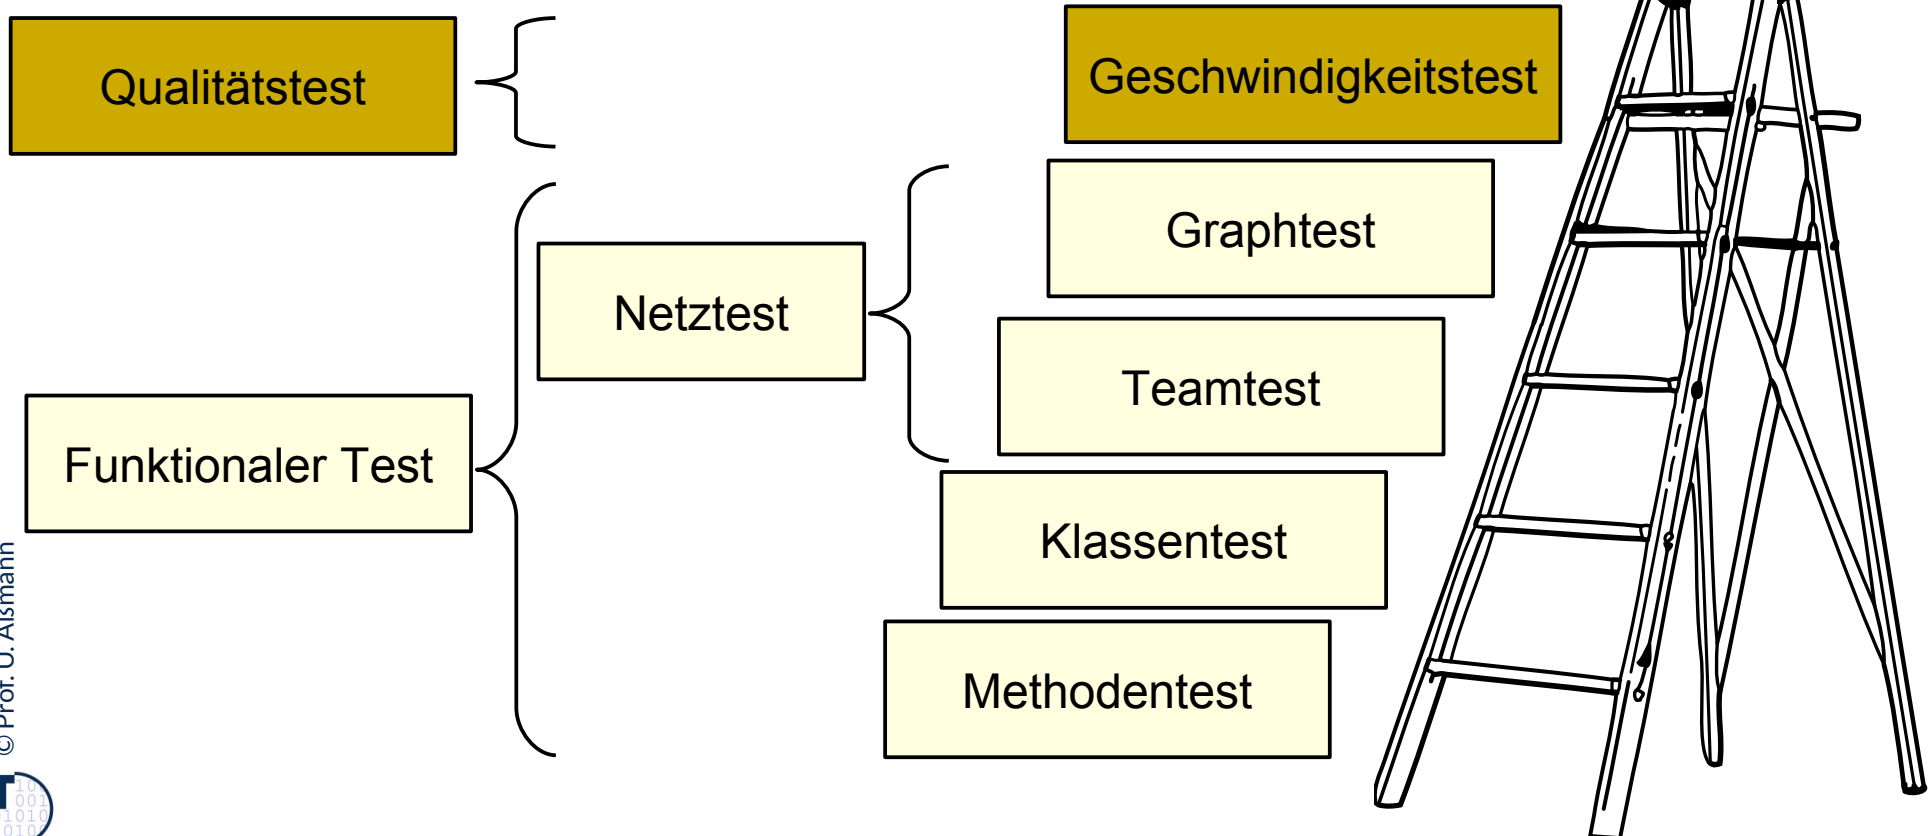 Qualitätstest
Geschwindigkeitstest
Graphtest
Netztest
Teamtest
Funktionaler Test
Klassentest
Methodentest
© Prof. U. Aßmann